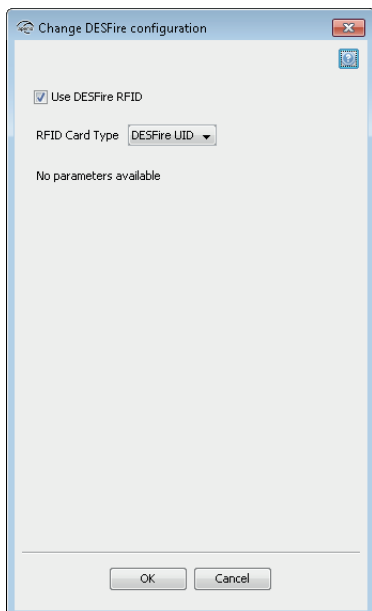 Change DESFire configuration
Use DESFire RFID
RFID Card Type DESFire UID
No parameters available
OK Cancel